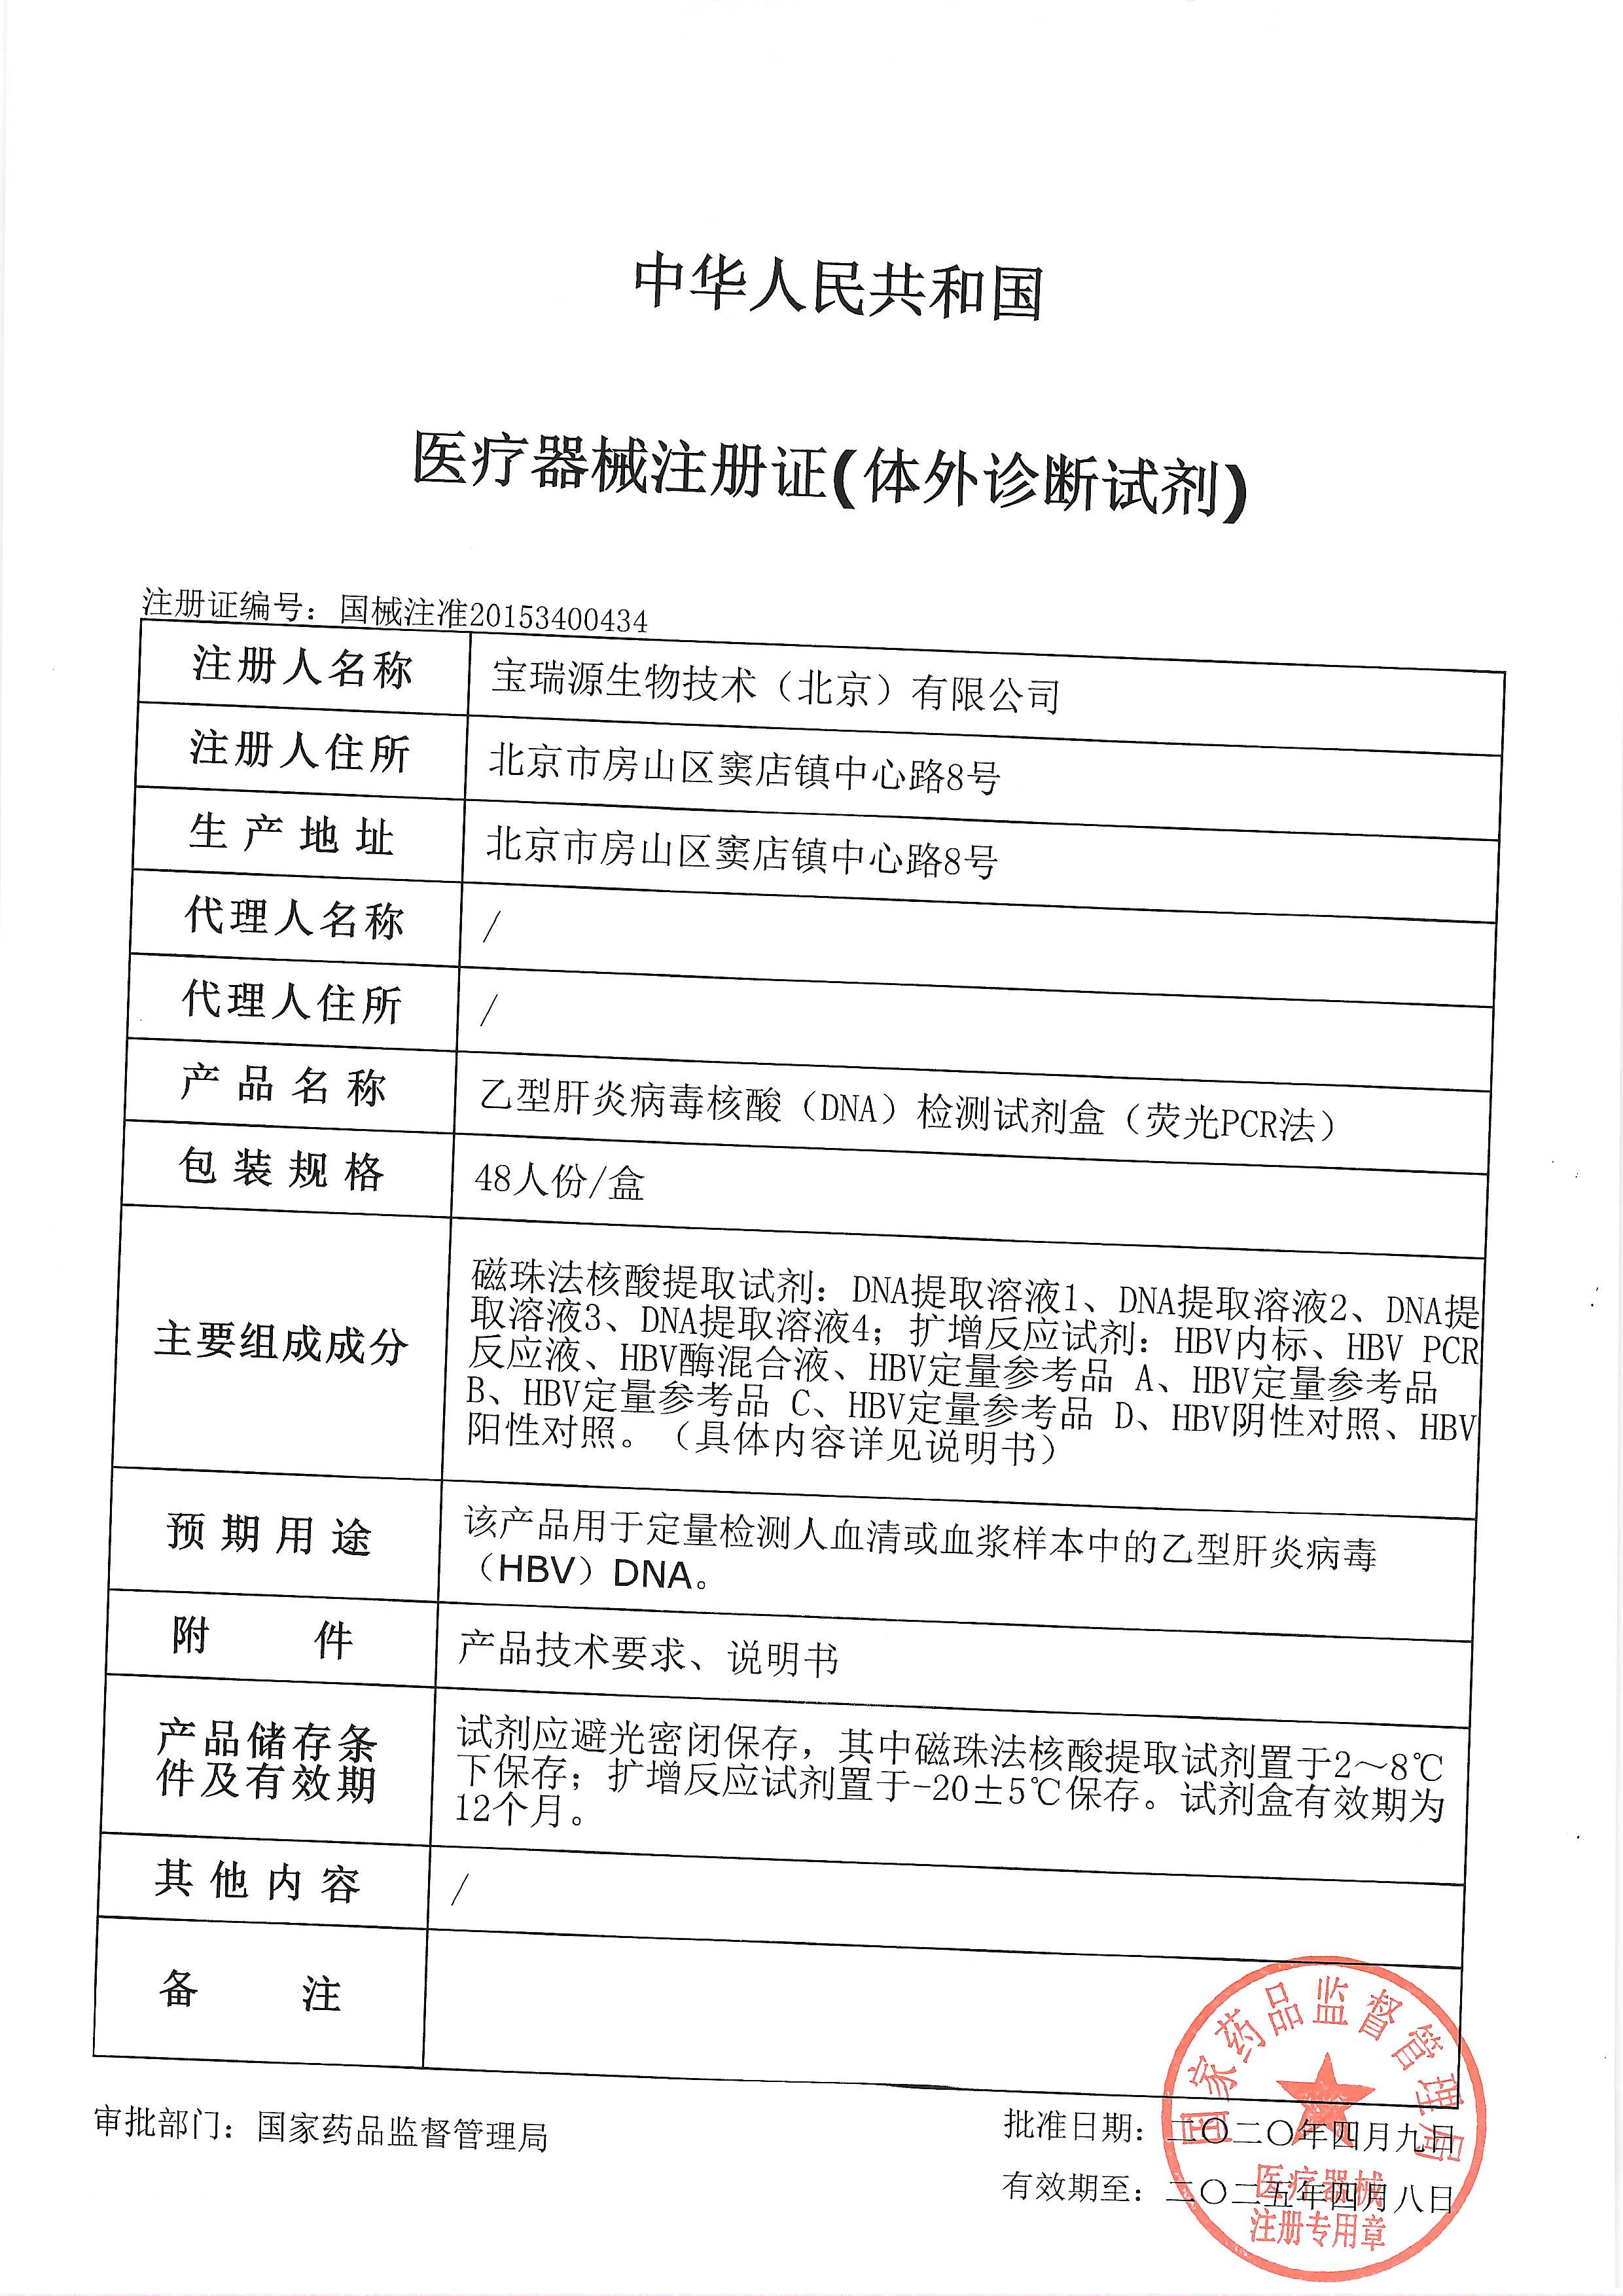 中华人民共和国
医疗器械注册证(体外诊断试剂)
注册证编号：国械注准20153400434
注册人名称 宝瑞源生物技术（北京）有限公司
注册人住所 北京市房山区窦店镇中心路8号
生产地址 北京市房山区窦店镇中心路8号
代理人名称 /
代理人住所 /
产品名称 乙型肝炎病毒核酸（DNA）检测试剂盒（荧光PCR法）
包装规格 48人份/盒
主要组成成分
磁珠法核酸提取试剂：DNA提取溶液1、DNA提取溶液2、DNA提
取溶液3、DNA提取溶液4；扩增反应试剂：HBV内标、HBV PCR
反应液、HBV酶混合液、HBV定量参考品 A、HBV定量参考品
B、HBV定量参考品 C、HBV定量参考品 D、HBV阴性对照、HBV
阳性对照。（具体内容详见说明书）
预期用途
该产品用于定量检测人血清或血浆样本中的乙型肝炎病毒
（HBV）DNA。
附件 产品技术要求、说明书
产品储存条
件及有效期
试剂应避光密闭保存，其中磁珠法核酸提取试剂置于2～8℃
下保存；扩增反应试剂置于-20±5℃保存。试剂盒有效期为
12个月。
其他内容 /
备注
审批部门：国家药品监督管理局
批准日期：二〇二〇年四月九日
有效期至：二〇二五年四月八日
国家药品监督管理局
医疗器械
注册专用章